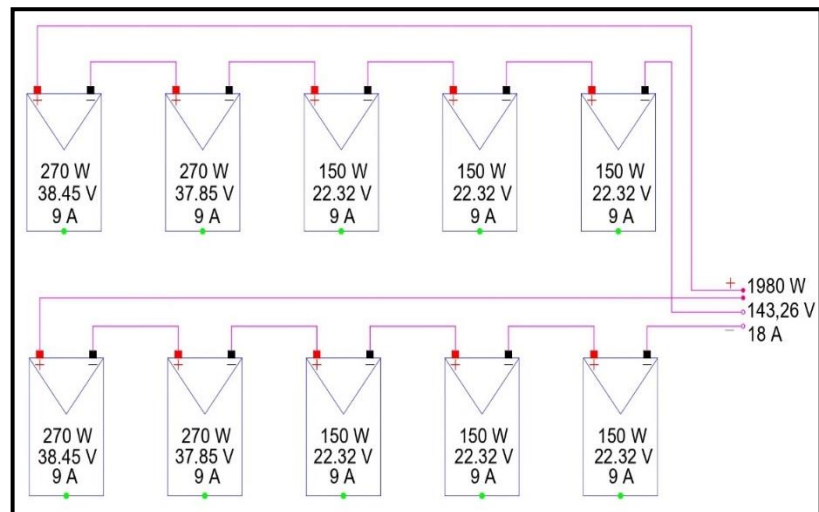 + − + − + − + − + −
270 W 270 W 150 W 150 W 150 W
38.45 V 37.85 V 22.32 V 22.32 V 22.32 V
9 A 9 A 9 A 9 A 9 A
+ 1980 W
143,26 V
− 18 A
+ − + − + − + − + −
270 W 270 W 150 W 150 W 150 W
38.45 V 37.85 V 22.32 V 22.32 V 22.32 V
9 A 9 A 9 A 9 A 9 A